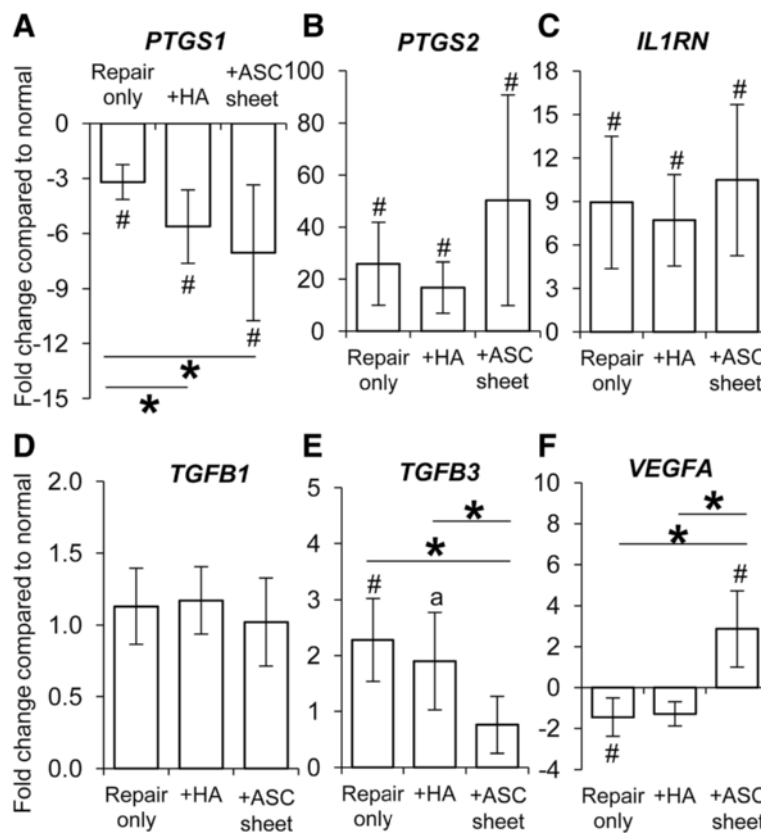 A
PTGS1
Repair only
+HA
+ASC sheet
Fold change compared to normal
0
-3
-6
-9
-12
-15
#
#
#
*
*
B
PTGS2
100
80
60
40
20
0
#
#
#
Repair only
+HA
+ASC sheet
C
IL1RN
18
15
12
9
6
3
0
#
#
#
Repair only
+HA
+ASC sheet
D
TGFB1
Fold change compared to normal
2.0
1.5
1.0
0.5
0.0
Repair only
+HA
+ASC sheet
E
TGFB3
5
4
3
2
1
0
*
*
#
a
Repair only
+HA
+ASC sheet
F
VEGFA
10
8
6
4
2
0
-2
-4
*
*
#
#
Repair only
+HA
+ASC sheet